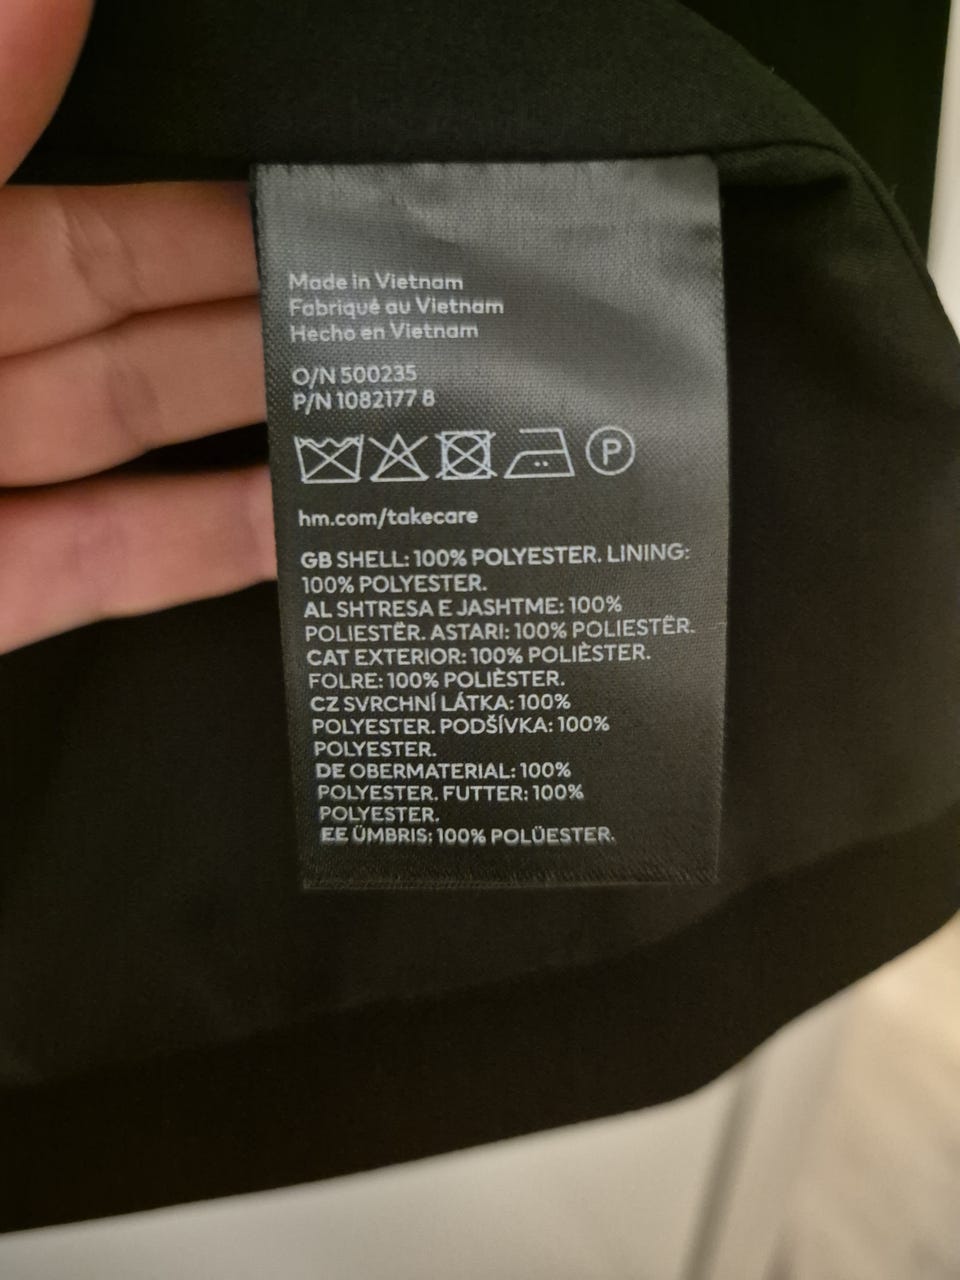 Made in Vietnam
Fabriqué au Vietnam
Hecho en Vietnam
O/N 500235
P/N 1082177 8
P
hm.com/takecare
GB SHELL: 100% POLYESTER. LINING:
100% POLYESTER.
AL SHTRESA E JASHTME: 100%
POLIESTËR. ASTARI: 100% POLIESTËR.
CAT EXTERIOR: 100% POLIÈSTER.
FOLRE: 100% POLIÈSTER.
CZ SVRCHNÍ LÁTKA: 100%
POLYESTER. PODŠÍVKA: 100%
POLYESTER.
DE OBERMATERIAL: 100%
POLYESTER. FUTTER: 100%
POLYESTER.
EE ÜMBRIS: 100% POLÜESTER.